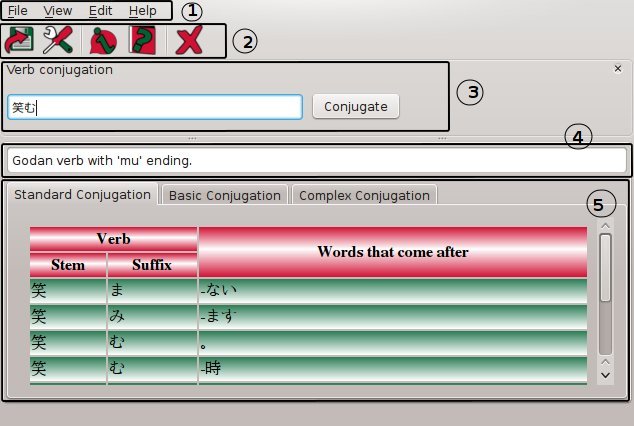 File View Edit Help 1
2
Verb conjugation
笑む Conjugate 3
4
Godan verb with 'mu' ending.
Standard Conjugation Basic Conjugation Complex Conjugation 5
Verb Words that come after
Stem Suffix
笑 ま -ない
笑 み -ます
笑 む 。
笑 む -時